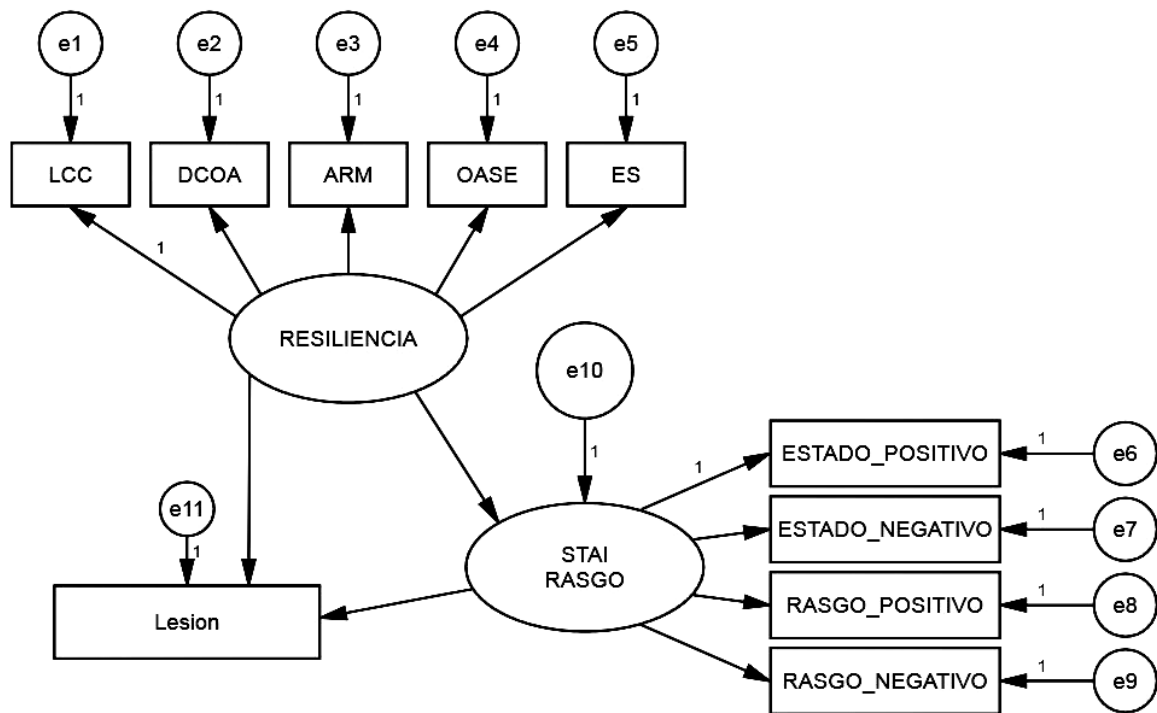 e1 e2 e3 e4 e5
1 1 1 1 1
LCC DCOA ARM OASE ES
1
RESILIENCIA
e10
1
1 ESTADO_POSITIVO 1 e6
ESTADO_NEGATIVO 1 e7
e11
1
STAI
RASGO
RASGO_POSITIVO 1 e8
Lesion
RASGO_NEGATIVO 1 e9